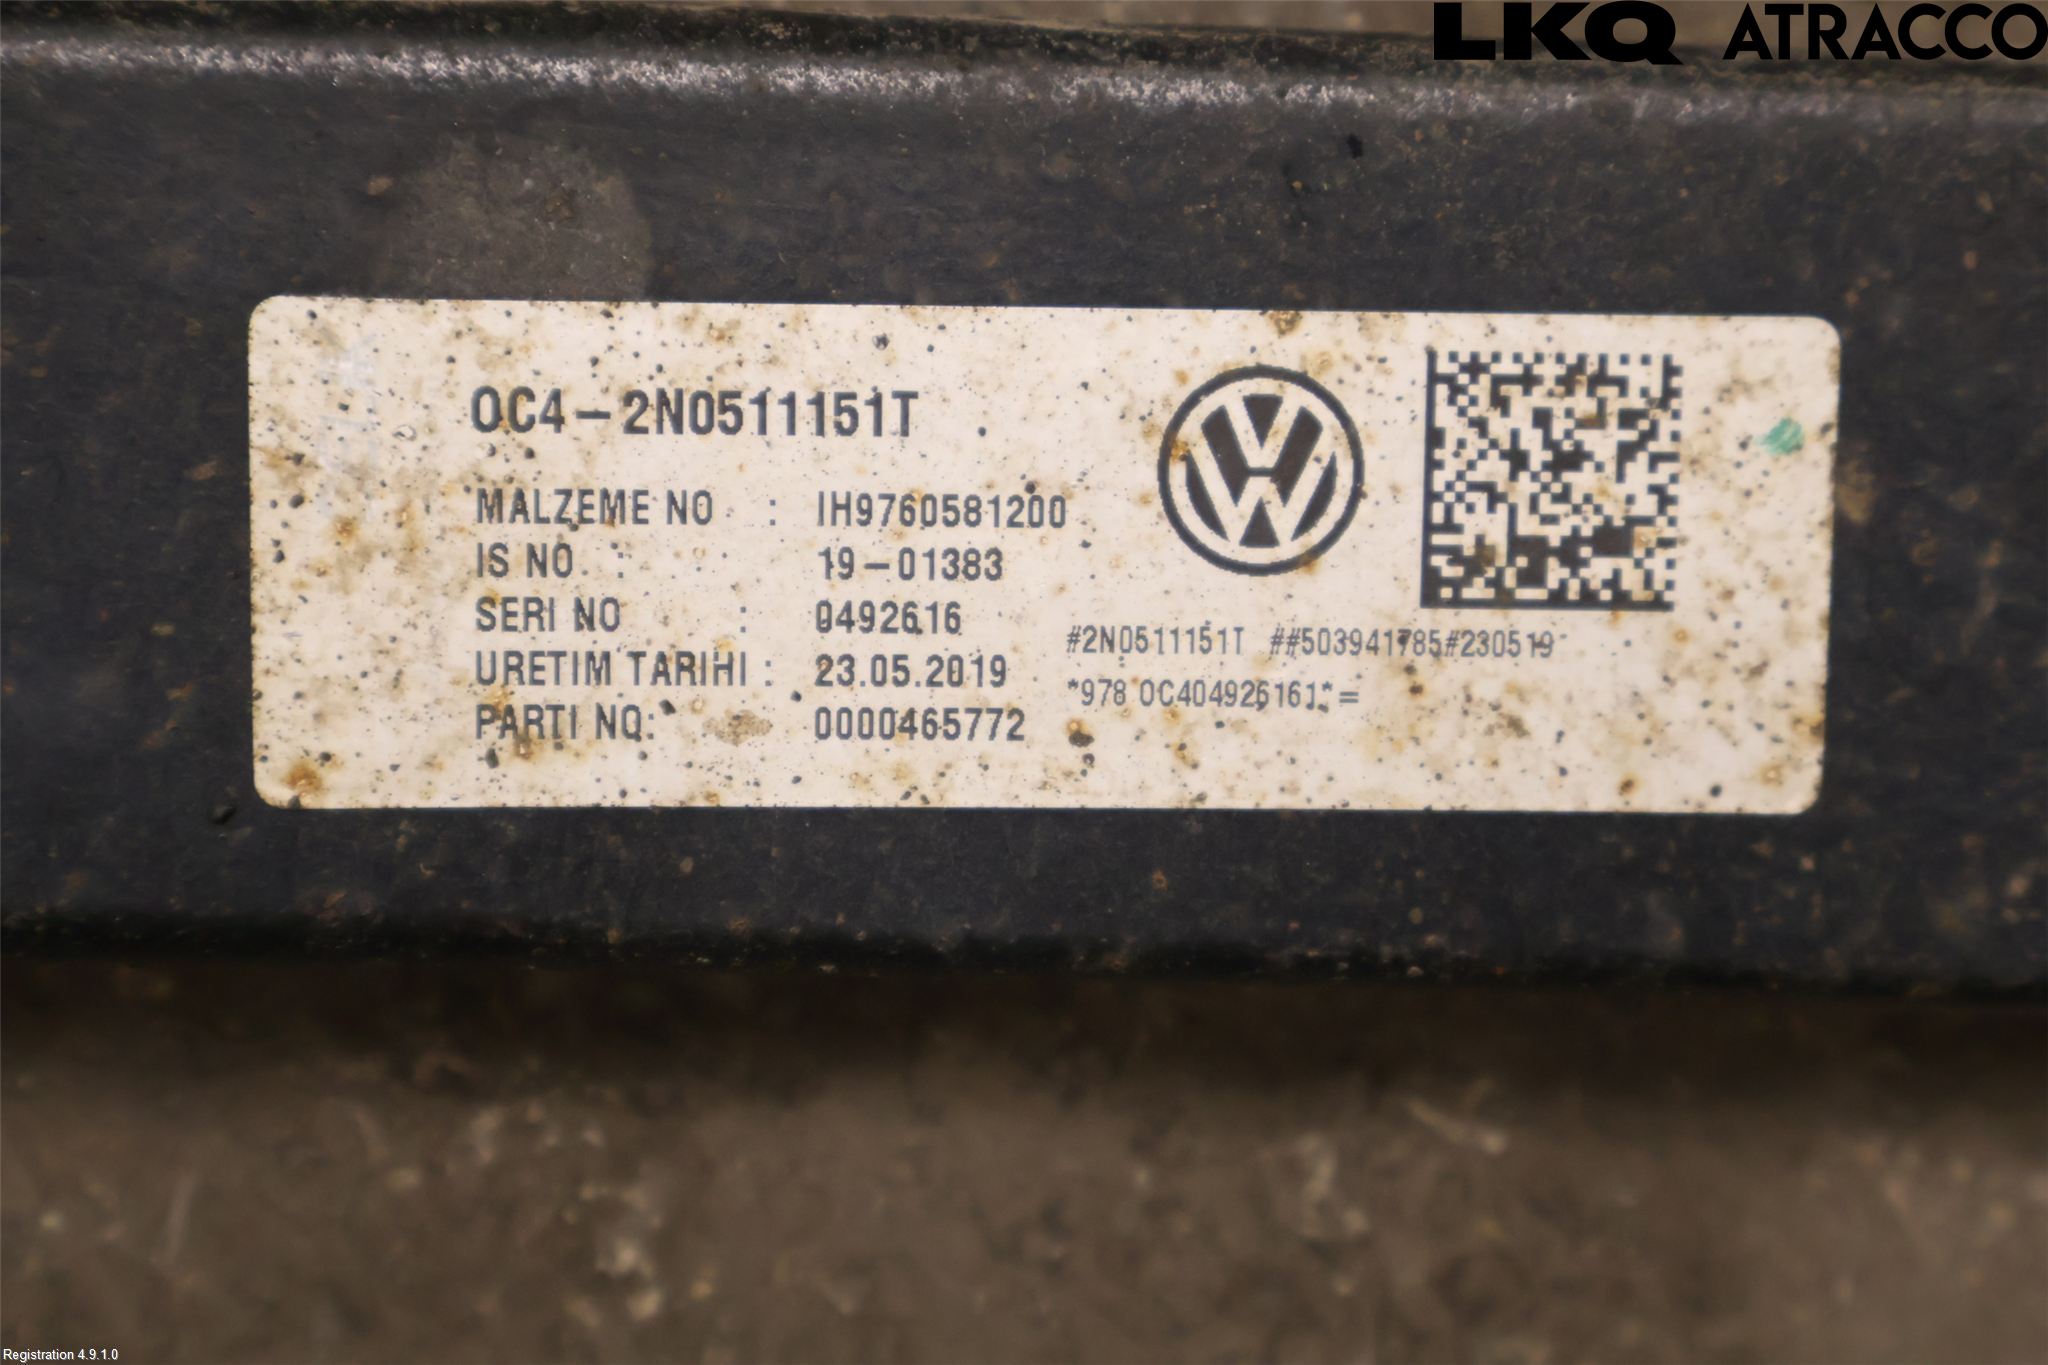 LKQ ATRACCO
0C4-2N0511151T
MALZEME NO : IH9760581200
IS NO : 19-01383
SERI NO : 0492616
URETIM TARIHI : 23.05.2019
PARTI NO: 0000465772
#2N0511151T ##503941785#230519
*978 0C404926161*=
Registration 4.9.1.0